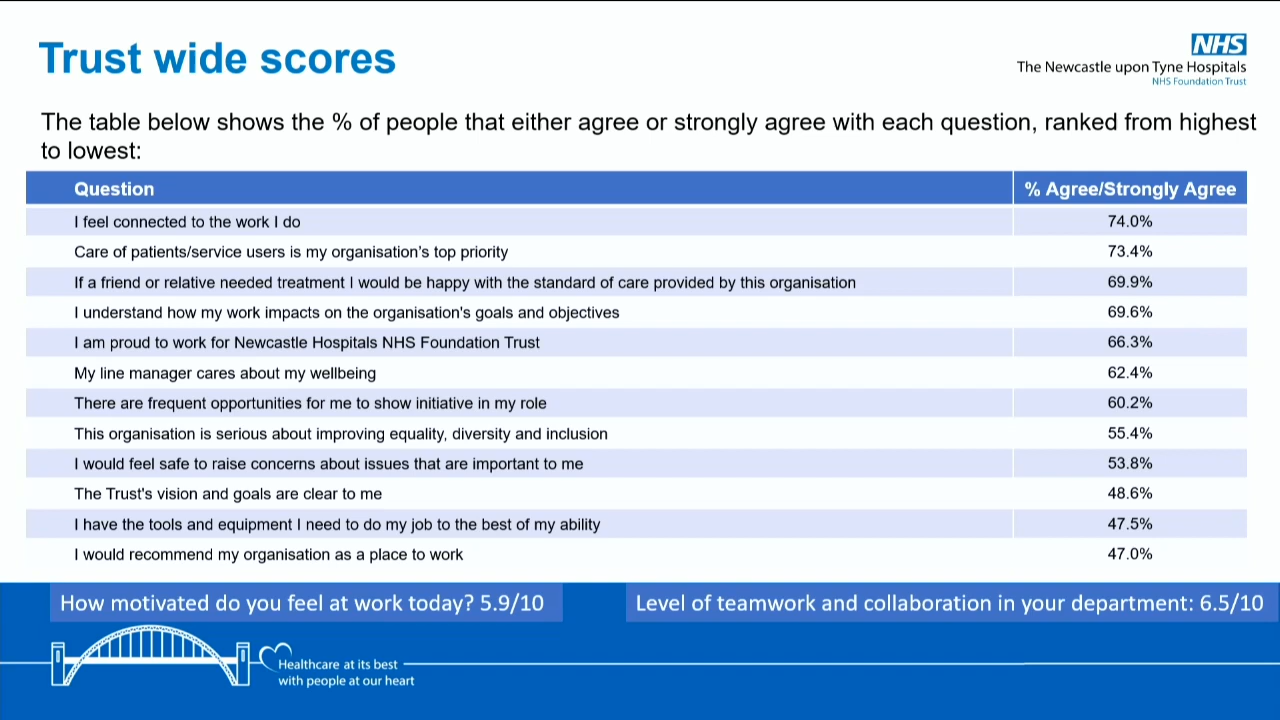 Trust wide scores
NHS
The Newcastle upon Tyne Hospitals
NHS Foundation Trust
The table below shows the % of people that either agree or strongly agree with each question, ranked from highest
to lowest:
Question % Agree/Strongly Agree
I feel connected to the work I do 74.0%
Care of patients/service users is my organisation's top priority 73.4%
If a friend or relative needed treatment I would be happy with the standard of care provided by this organisation 69.9%
I understand how my work impacts on the organisation's goals and objectives 69.6%
I am proud to work for Newcastle Hospitals NHS Foundation Trust 66.3%
My line manager cares about my wellbeing 62.4%
There are frequent opportunities for me to show initiative in my role 60.2%
This organisation is serious about improving equality, diversity and inclusion 55.4%
I would feel safe to raise concerns about issues that are important to me 53.8%
The Trust's vision and goals are clear to me 48.6%
I have the tools and equipment I need to do my job to the best of my ability 47.5%
I would recommend my organisation as a place to work 47.0%
How motivated do you feel at work today? 5.9/10
Level of teamwork and collaboration in your department: 6.5/10
Healthcare at its best
with people at our heart